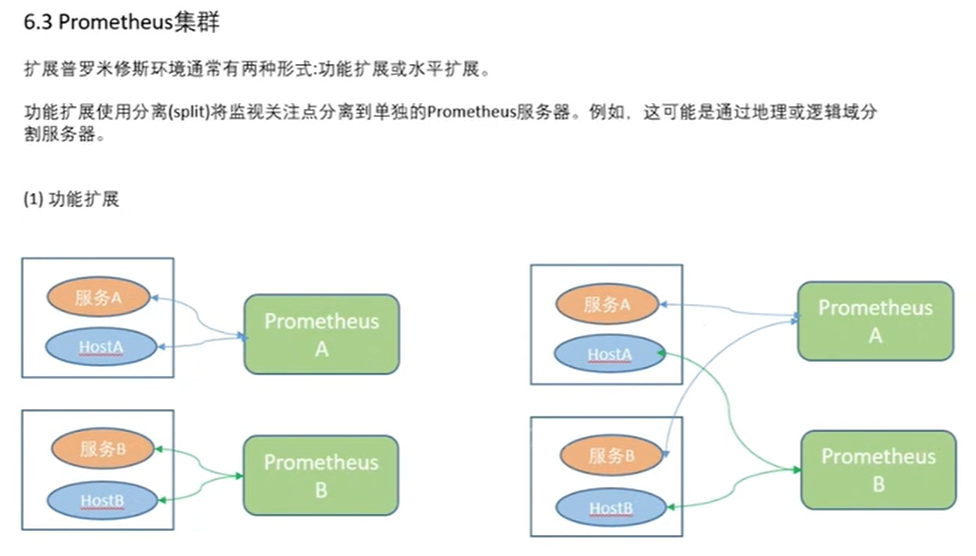 6.3 Prometheus集群
扩展普罗米修斯环境通常有两种形式:功能扩展或水平扩展。
功能扩展使用分离(split)将监视关注点分离到单独的Prometheus服务器。例如，这可能是通过地理或逻辑域分
割服务器。
(1) 功能扩展
服务A
HostA
Prometheus
A
服务B
HostB
Prometheus
B
服务A
HostA
Prometheus
A
服务B
HostB
Prometheus
B